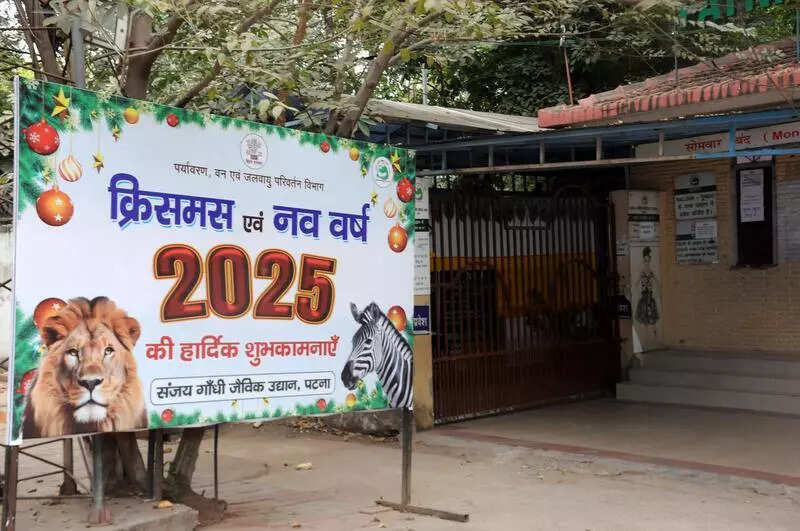 पर्यावरण, वन एवं जलवायु परिवर्तन विभाग
क्रिसमस एवं नव वर्ष
2025
की हार्दिक शुभकामनाएँ
संजय गाँधी जैविक उद्यान, पटना
सोमवार बंद (Mon